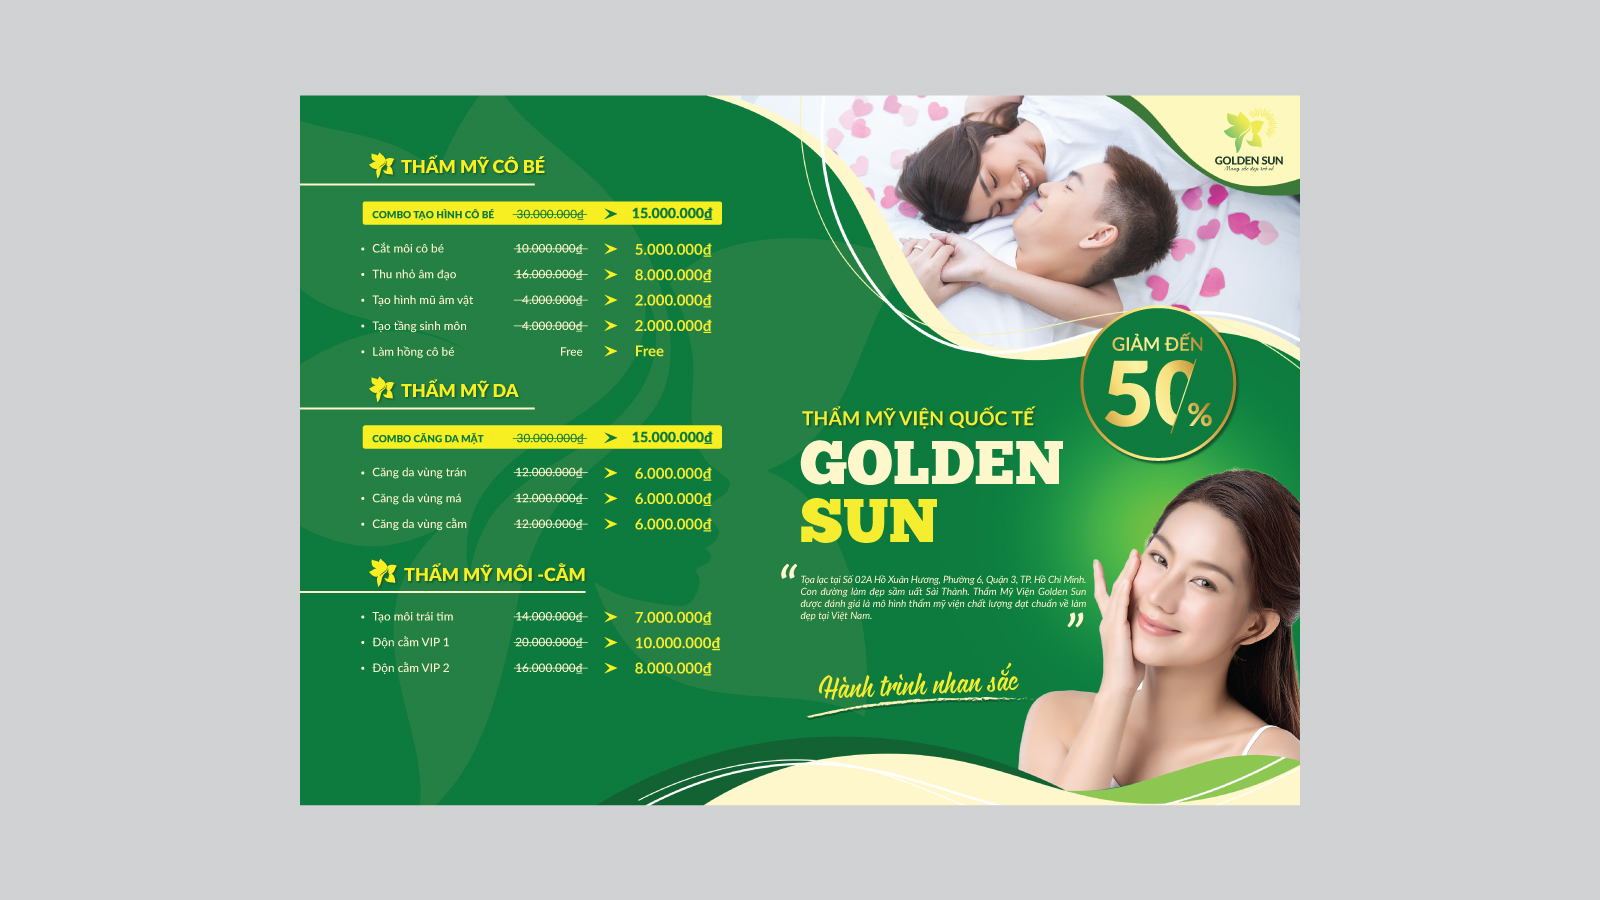 THẨM MỸ CÔ BÉ
COMBO TẠO HÌNH CÔ BÉ 30.000.000₫ ➤ 15.000.000₫
• Cắt môi cô bé 10.000.000₫ ➤ 5.000.000₫
• Thu nhỏ âm đạo 16.000.000₫ ➤ 8.000.000₫
• Tạo hình mũ âm vật 4.000.000₫ ➤ 2.000.000₫
• Tạo tầng sinh môn 4.000.000₫ ➤ 2.000.000₫
• Làm hồng cô bé Free ➤ Free
THẨM MỸ DA
COMBO CĂNG DA MẶT 30.000.000₫ ➤ 15.000.000₫
• Căng da vùng trán 12.000.000₫ ➤ 6.000.000₫
• Căng da vùng má 12.000.000₫ ➤ 6.000.000₫
• Căng da vùng cằm 12.000.000₫ ➤ 6.000.000₫
THẨM MỸ MÔI -CẰM
• Tạo môi trái tim 14.000.000₫ ➤ 7.000.000₫
• Độn cằm VIP 1 20.000.000₫ ➤ 10.000.000₫
• Độn cằm VIP 2 16.000.000₫ ➤ 8.000.000₫
GOLDEN SUN
Mang sắc đẹp trở về
GIẢM ĐẾN
50%
THẨM MỸ VIỆN QUỐC TẾ
GOLDEN
SUN
“Tọa lạc tại Số 02A Hồ Xuân Hương, Phường 6, Quận 3, TP. Hồ Chí Minh.
Con đường làm đẹp sầm uất Sài Thành. Thẩm Mỹ Viện Golden Sun
được đánh giá là mô hình thẩm mỹ viện chất lượng đạt chuẩn về làm
đẹp tại Việt Nam.”
Hành trình nhan sắc